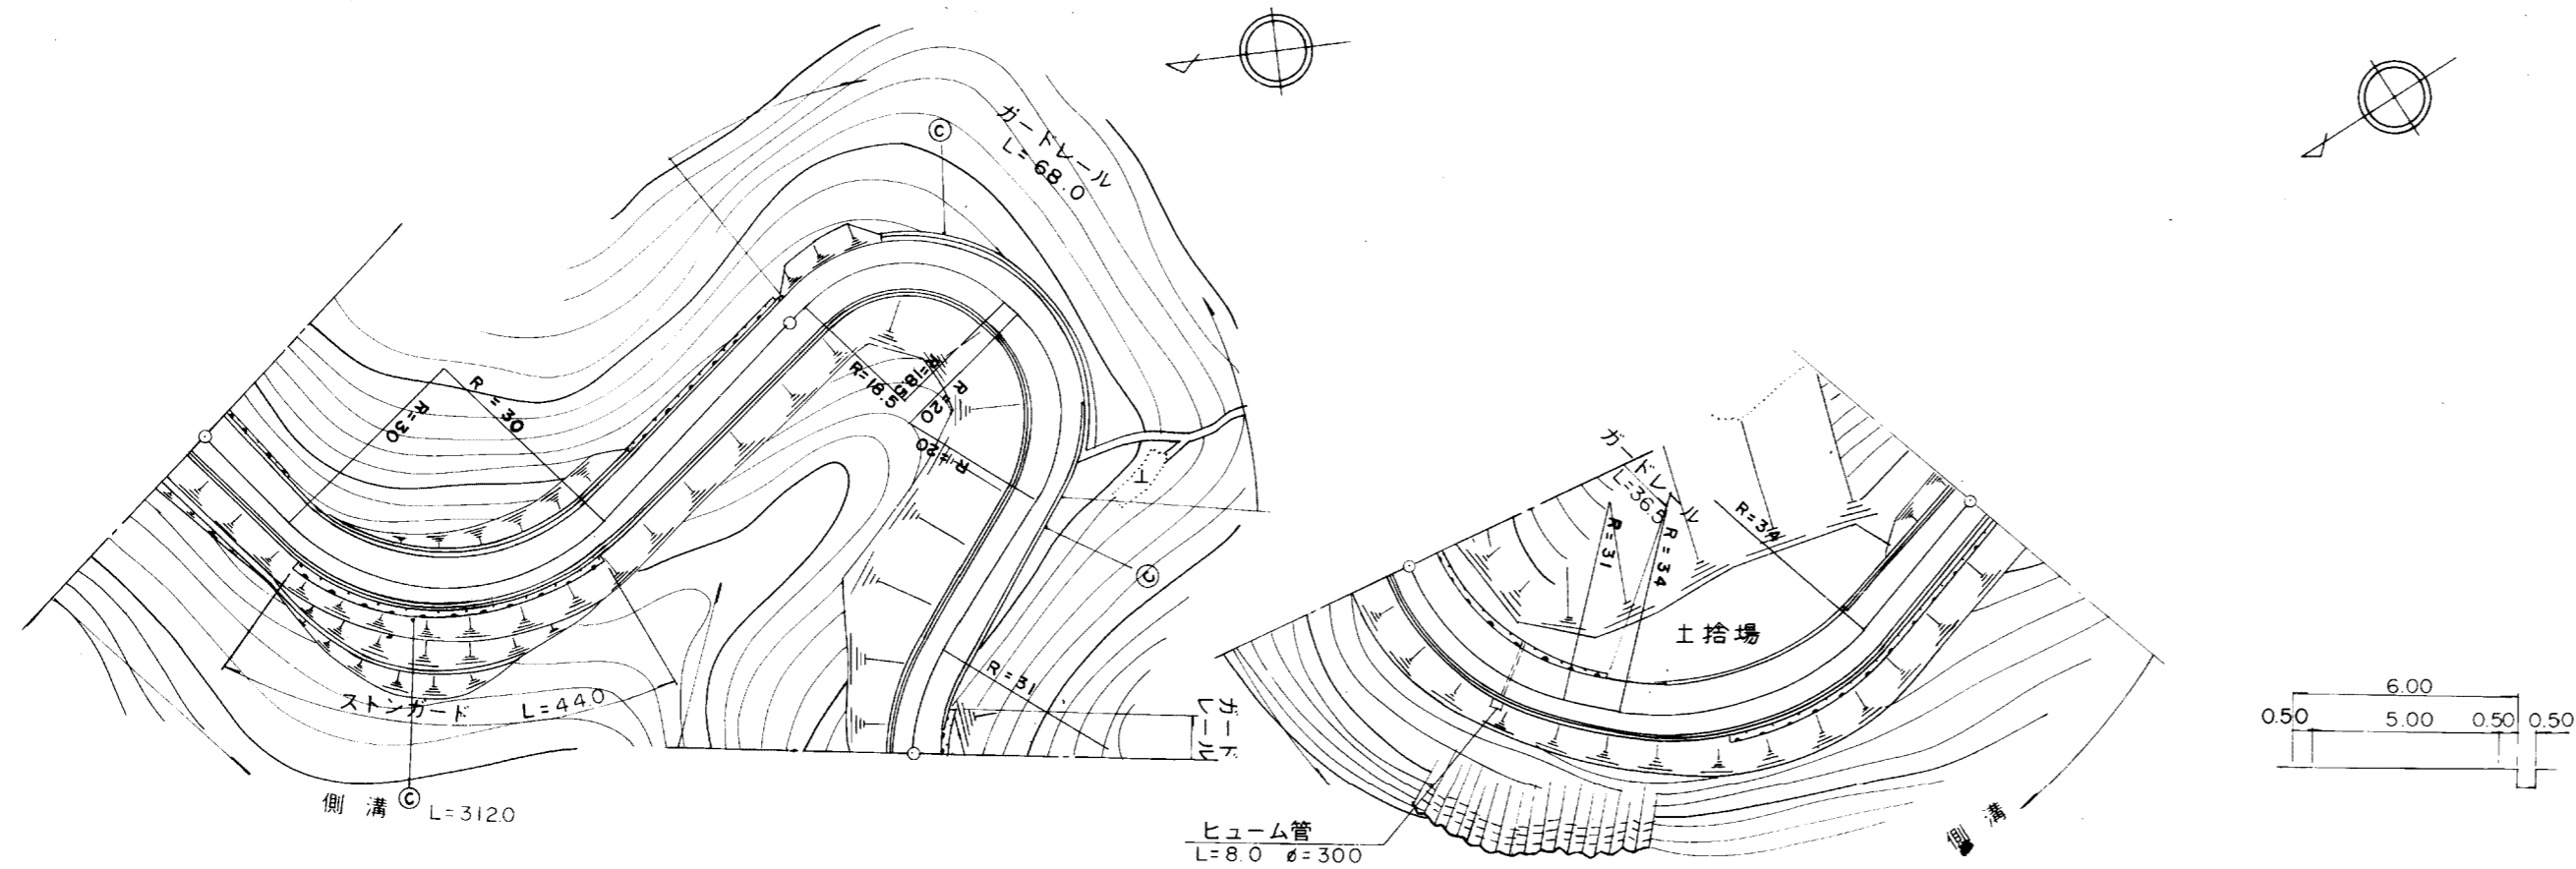 ガードレール
L=68.0
C
R=30
R=30
R=18.5
R=18.5
R=20
R=20
R=31
ストンガード L=44.0
側溝 C L=312.0
ガード
レール
ガードレール
L=36.5
R=31
R=34
R=34
土捨場
ヒューム管
L=8.0 φ=300
側溝
6.00
0.50 5.00 0.50 0.50